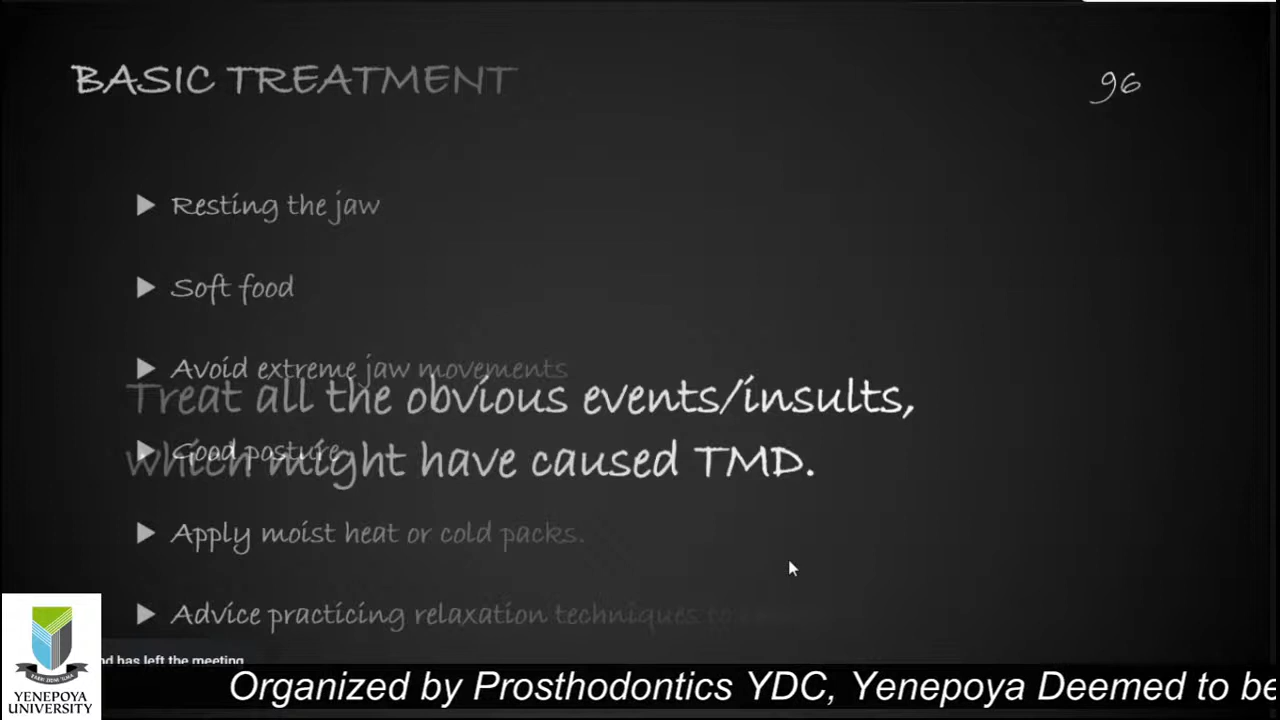 BASIC TREATMENT
96
Resting the jaw
Soft food
Avoid extreme jaw movements
Treat all the obvious events/insults,
Good posture
which might have caused TMD.
Apply moist heat or cold packs.
Advice practicing relaxation techniques to
has left the meeting
YENEPOYA
UNIVERSITY
Organized by Prosthodontics YDC, Yenepoya Deemed to be